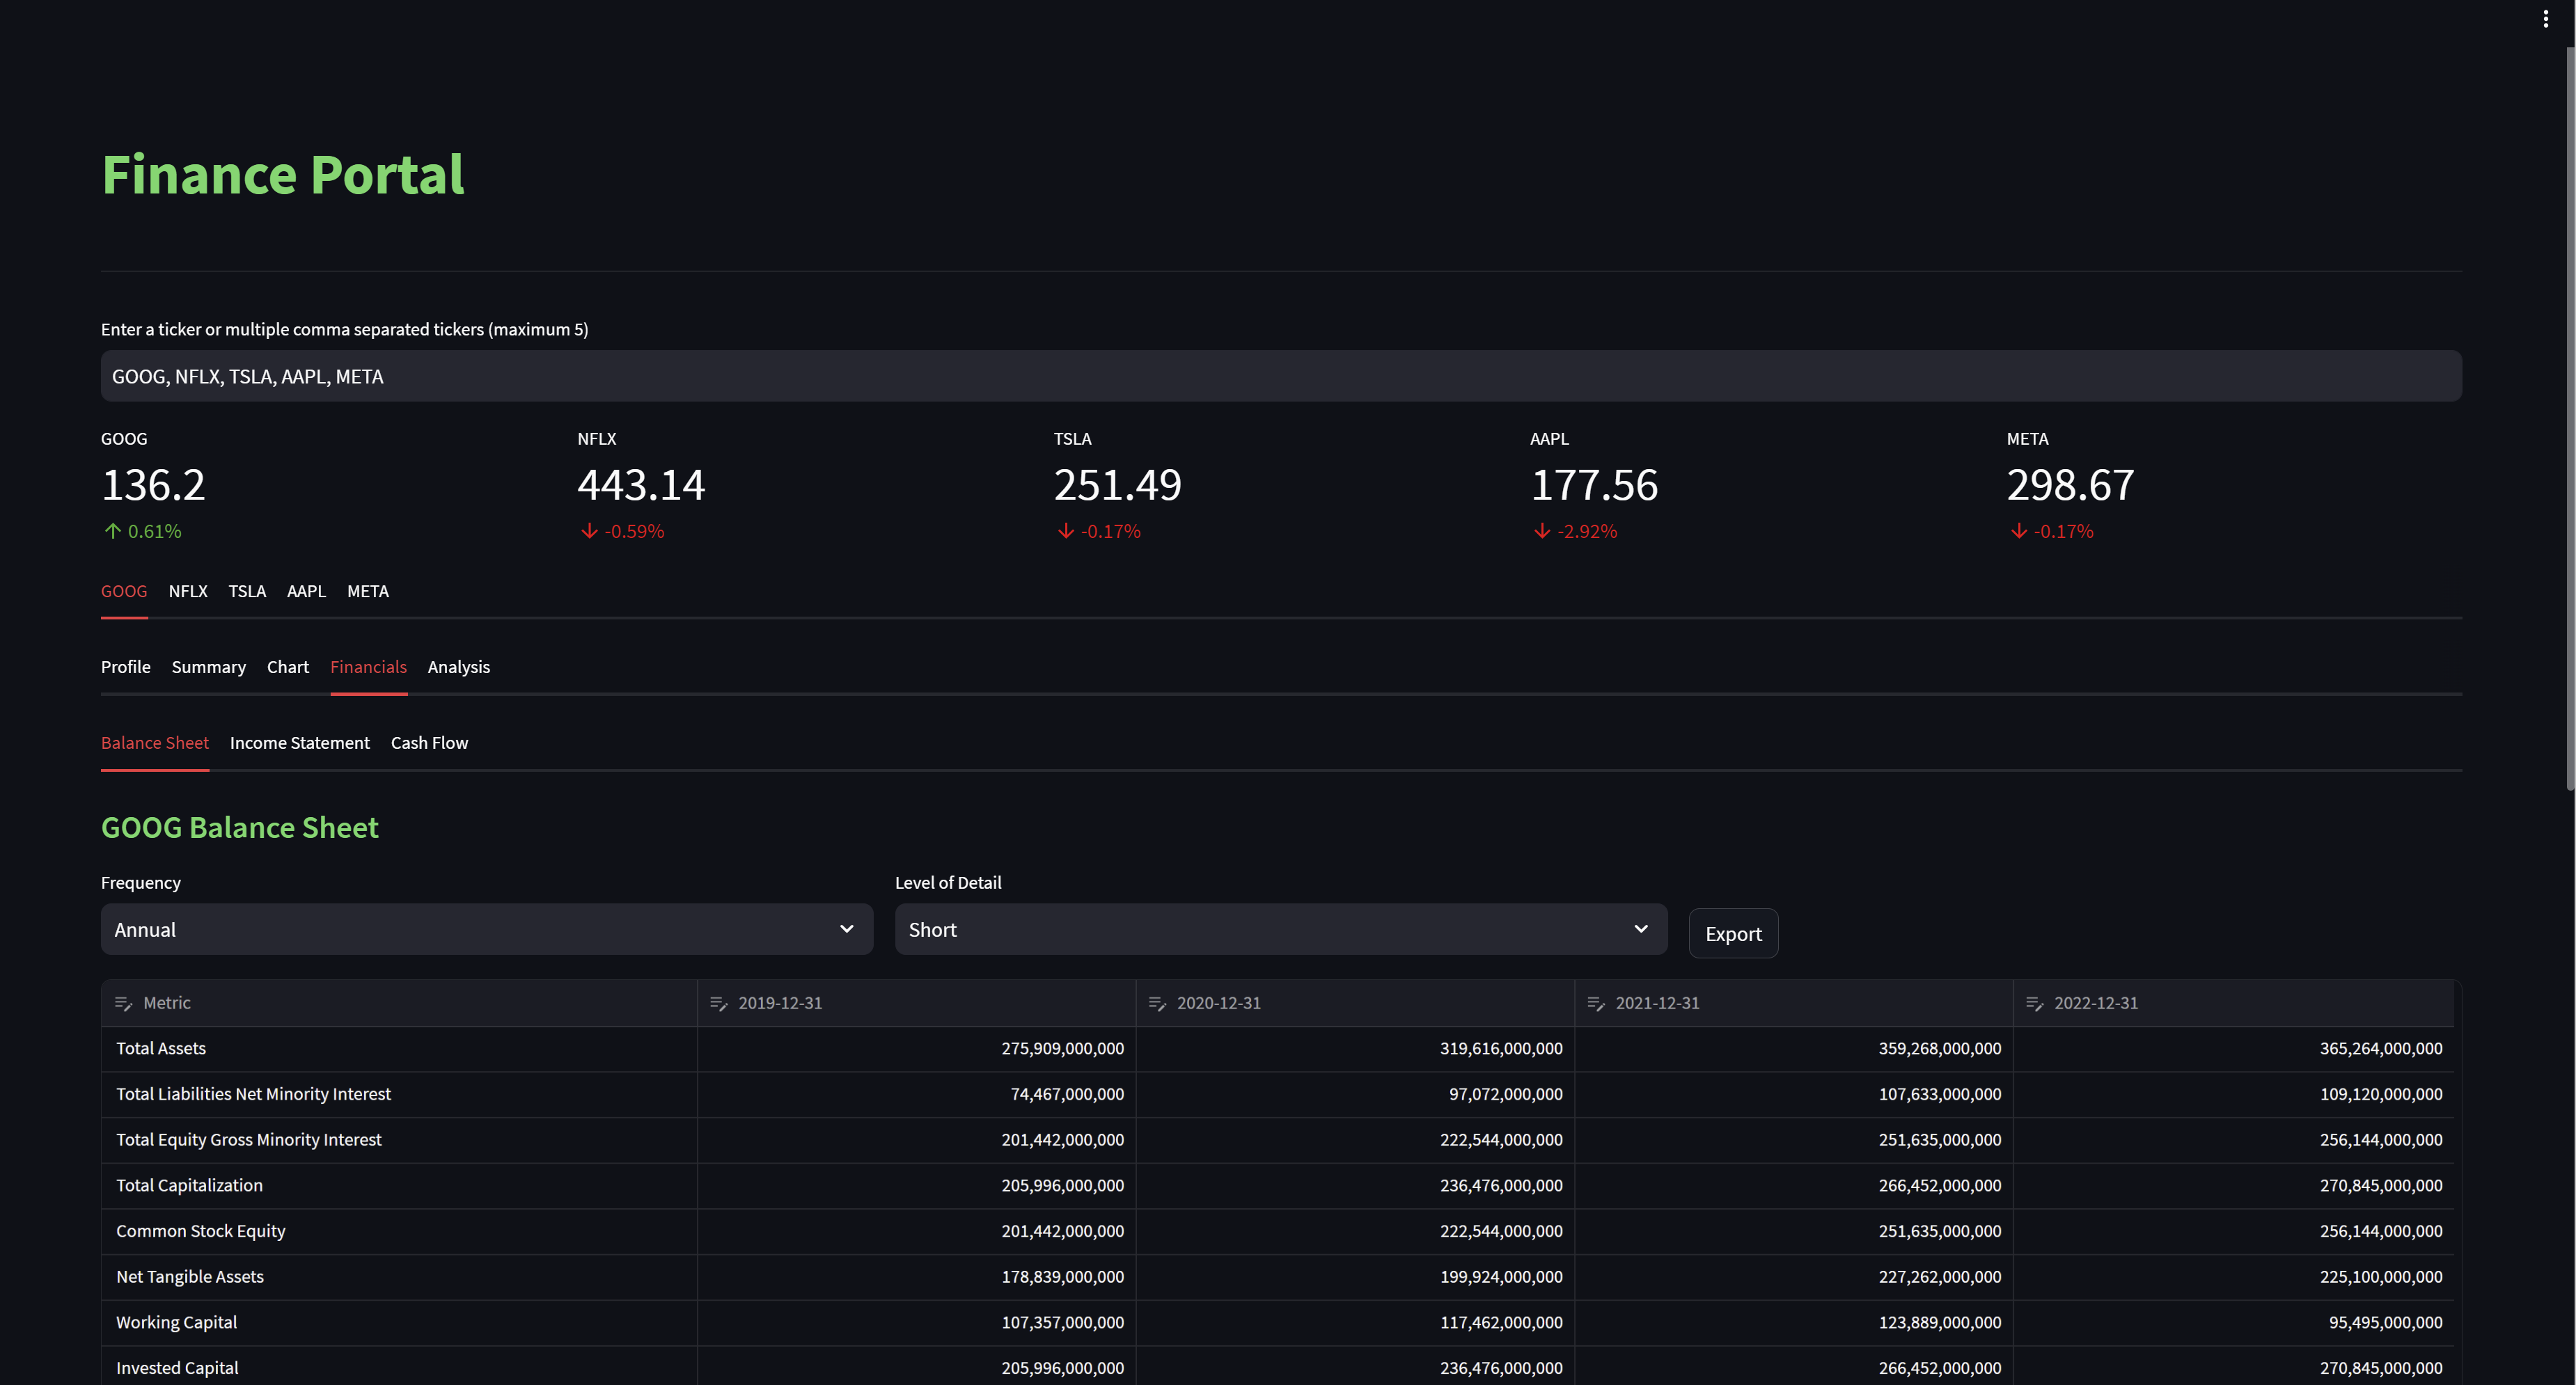 Finance Portal
Enter a ticker or multiple comma separated tickers (maximum 5)
GOOG, NFLX, TSLA, AAPL, META
GOOG NFLX TSLA AAPL META
136.2 443.14 251.49 177.56 298.67
↑ 0.61% ↓ -0.59% ↓ -0.17% ↓ -2.92% ↓ -0.17%
GOOG NFLX TSLA AAPL META
Profile Summary Chart Financials Analysis
Balance Sheet Income Statement Cash Flow
GOOG Balance Sheet
Frequency Level of Detail
Annual Short Export
Metric 2019-12-31 2020-12-31 2021-12-31 2022-12-31
Total Assets 275,909,000,000 319,616,000,000 359,268,000,000 365,264,000,000
Total Liabilities Net Minority Interest 74,467,000,000 97,072,000,000 107,633,000,000 109,120,000,000
Total Equity Gross Minority Interest 201,442,000,000 222,544,000,000 251,635,000,000 256,144,000,000
Total Capitalization 205,996,000,000 236,476,000,000 266,452,000,000 270,845,000,000
Common Stock Equity 201,442,000,000 222,544,000,000 251,635,000,000 256,144,000,000
Net Tangible Assets 178,839,000,000 199,924,000,000 227,262,000,000 225,100,000,000
Working Capital 107,357,000,000 117,462,000,000 123,889,000,000 95,495,000,000
Invested Capital 205,996,000,000 236,476,000,000 266,452,000,000 270,845,000,000